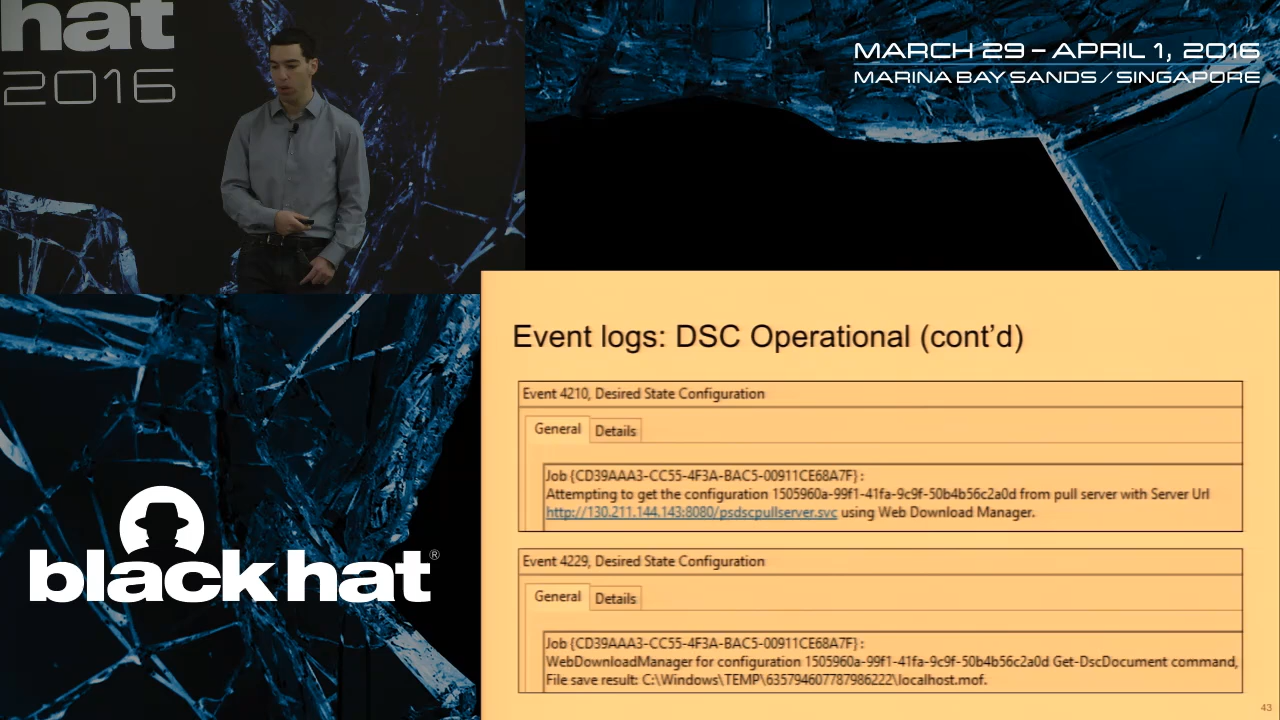 hat
2016
MARCH 29 – APRIL 1, 2016
MARINA BAY SANDS / SINGAPORE
black hat®
Event logs: DSC Operational (cont’d)
Event 4210, Desired State Configuration
General Details
Job {CD39AAA3-CC55-4F3A-BAC5-00911CE68A7F} :
Attempting to get the configuration 1505960a-99f1-41fa-9c9f-50b4b56c2a0d from pull server with Server Url
http://130.211.144.143:8080/psdscpullserver.svc using Web Download Manager.
Event 4229, Desired State Configuration
General Details
Job {CD39AAA3-CC55-4F3A-BAC5-00911CE68A7F} :
WebDownloadManager for configuration 1505960a-99f1-41fa-9c9f-50b4b56c2a0d Get-DscDocument command,
File save result: C:\Windows\TEMP\635794607787986222\localhost.mof.
43